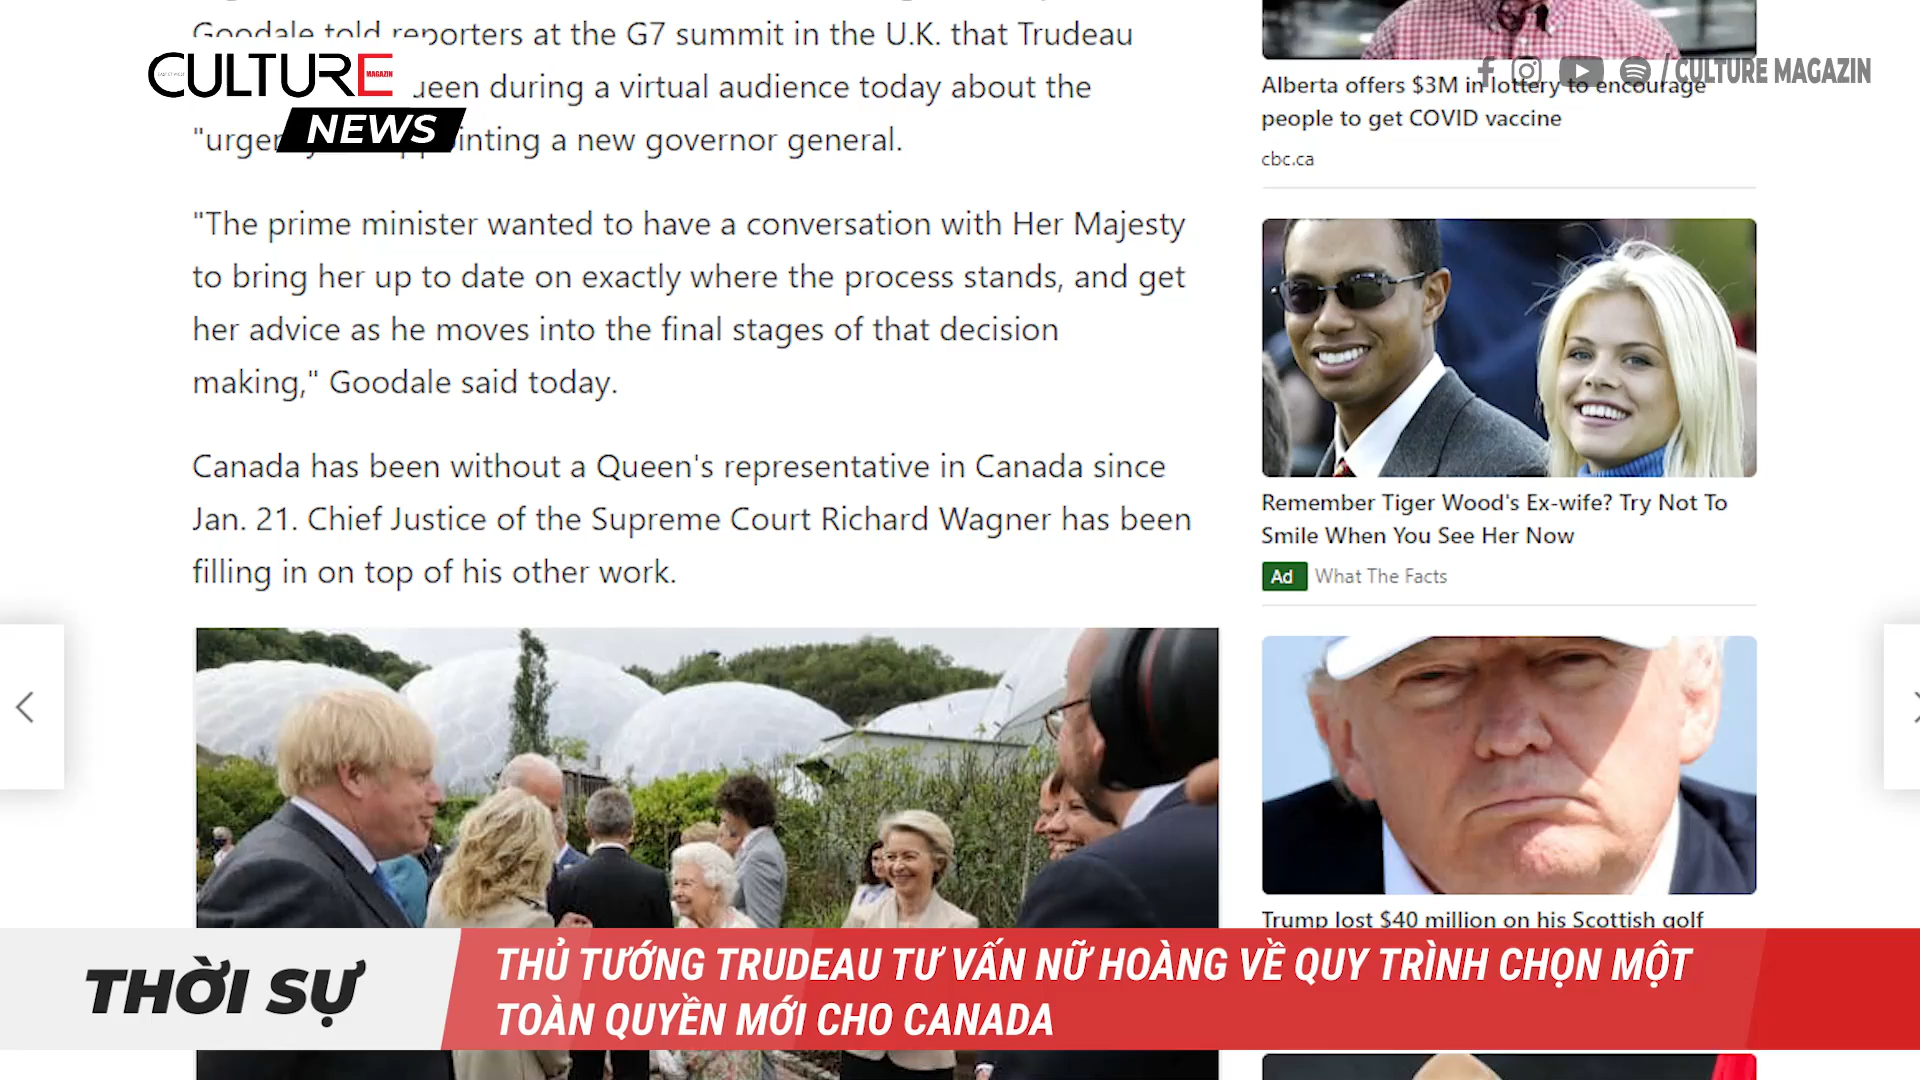 Goodale told reporters at the G7 summit in the U.K. that Trudeau
during a virtual audience today about the
a new governor general.
"The prime minister wanted to have a conversation with Her Majesty
to bring her up to date on exactly where the process stands, and get
her advice as he moves into the final stages of that decision
making," Goodale said today.
Canada has been without a Queen's representative in Canada since
Jan. 21. Chief Justice of the Supreme Court Richard Wagner has been
filling in on top of his other work.
CULTURE
MAGAZIN
NEWS
/ CULTURE MAGAZIN
Alberta offers $3M in lottery to encourage
people to get COVID vaccine
cbc.ca
Remember Tiger Wood's Ex-wife? Try Not To
Smile When You See Her Now
Ad What The Facts
Trump lost $40 million on his Scottish golf
THỜI SỰ
THỦ TƯỚNG TRUDEAU TƯ VẤN NỮ HOÀNG VỀ QUY TRÌNH CHỌN MỘT
TOÀN QUYỀN MỚI CHO CANADA